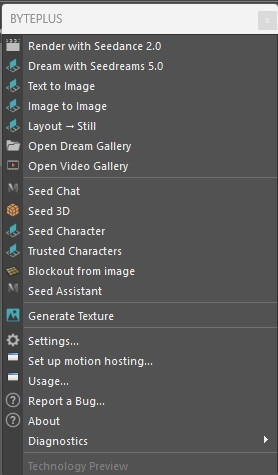 BYTEPLUS
Render with Seedance 2.0
Dream with Seedreams 5.0
Text to Image
Image to Image
Layout → Still
Open Dream Gallery
Open Video Gallery
Seed Chat
Seed 3D
Seed Character
Trusted Characters
Blockout from image
Seed Assistant
Generate Texture
Settings...
Set up motion hosting...
Usage...
Report a Bug...
About
Diagnostics
Technology Preview